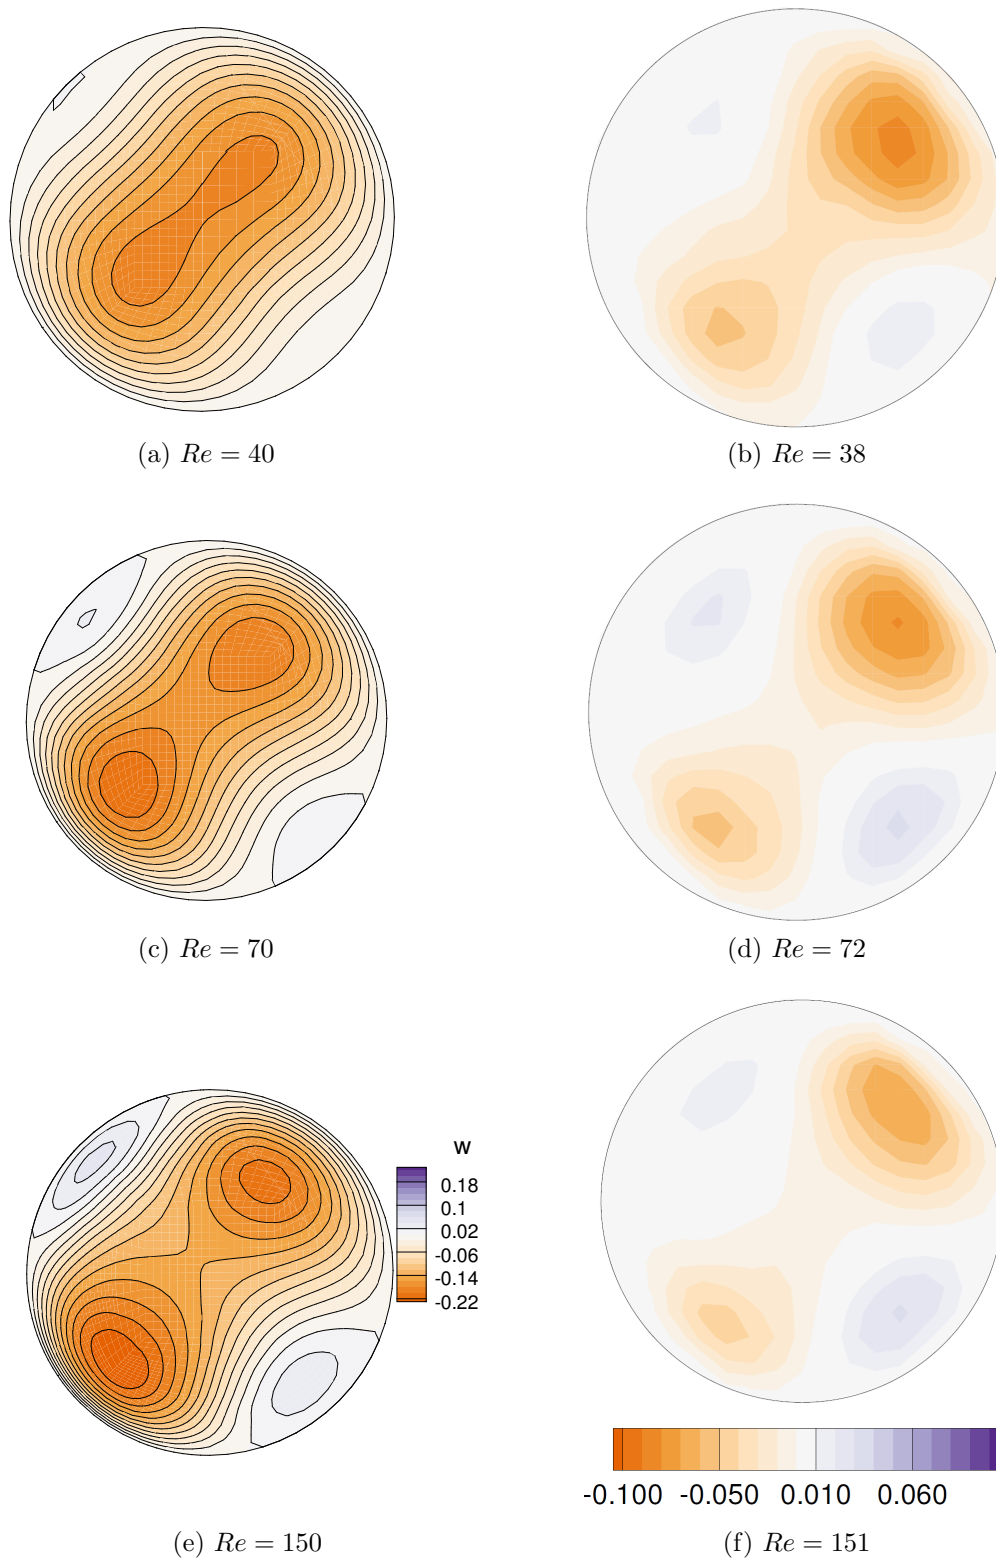 (a) Re = 40
(b) Re = 38
(c) Re = 70
(d) Re = 72
w
0.18
0.1
0.02
-0.06
-0.14
-0.22
-0.100 -0.050 0.010 0.060
(e) Re = 150
(f) Re = 151